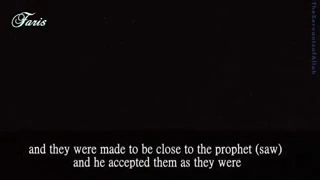 Faris
TheServantsofAllah
and they were made to be close to the prophet (saw)
and he accepted them as they were